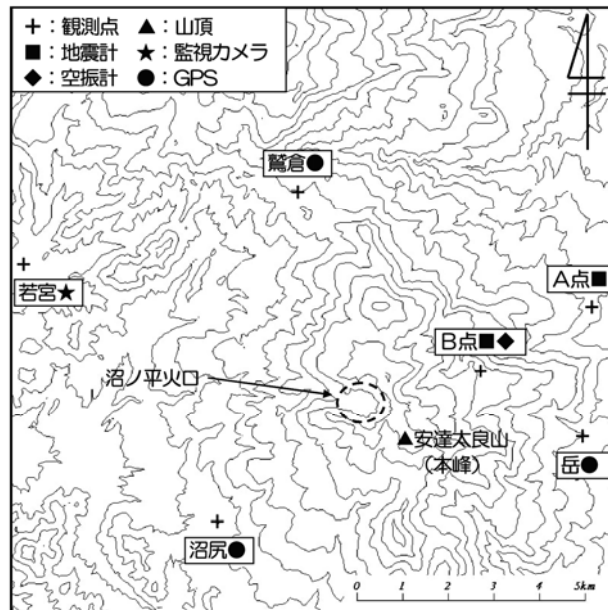 ＋：観測点 ▲：山頂
■：地震計 ★：監視カメラ
◆：空振計 ●：GPS
鷲倉●
若宮★
A点■
B点■◆
沼ノ平火口
▲安達太良山
（本峰）
岳●
沼尻●
0 1 2 3 4 5km